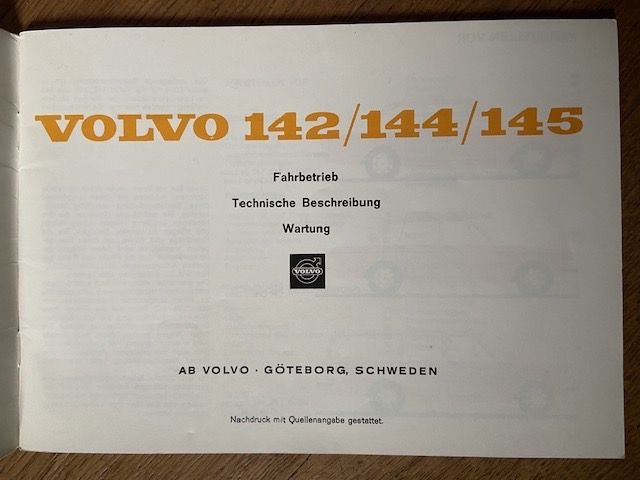 VOLVO 142/144/145
Fahrbetrieb
Technische Beschreibung
Wartung
VOLVO
AB VOLVO · GÖTEBORG, SCHWEDEN
Nachdruck mit Quellenangabe gestattet.